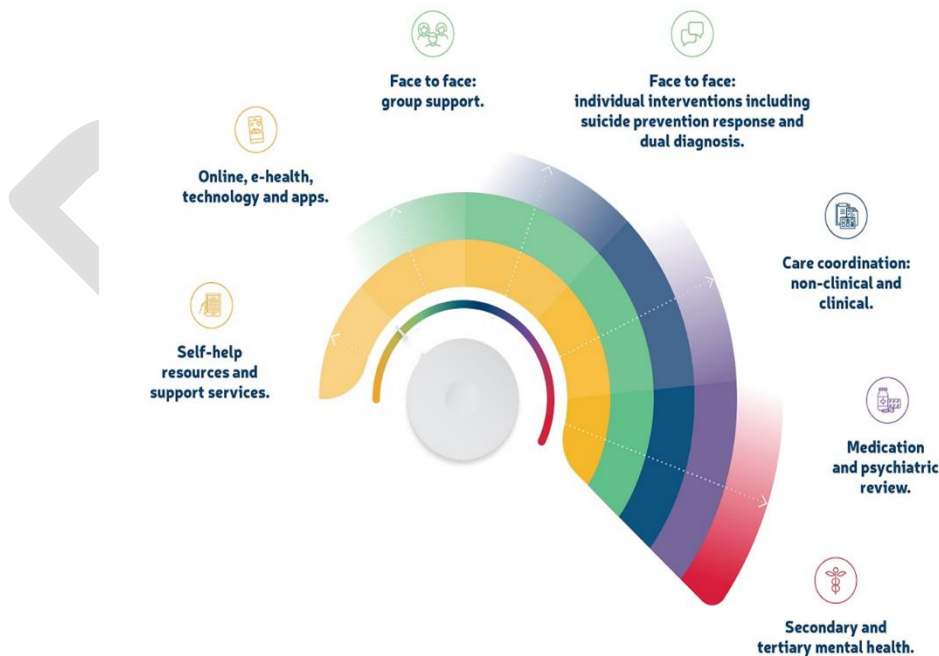 Face to face:
group support.
Face to face:
individual interventions including
suicide prevention response and
dual diagnosis.
Online, e-health,
technology and apps.
Care coordination:
non-clinical and
clinical.
Self-help
resources and
support services.
Medication
and psychiatric
review.
Secondary and
tertiary mental health.